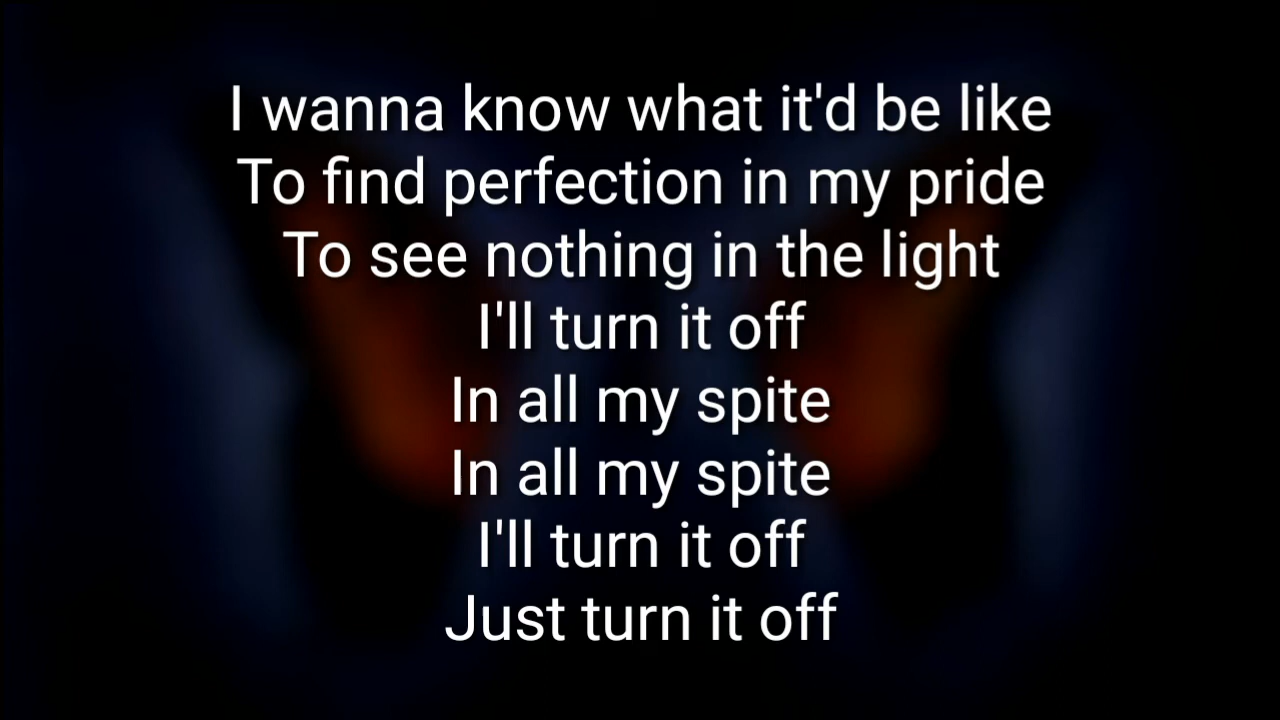 I wanna know what it'd be like
To find perfection in my pride
To see nothing in the light
I'll turn it off
In all my spite
In all my spite
I'll turn it off
Just turn it off